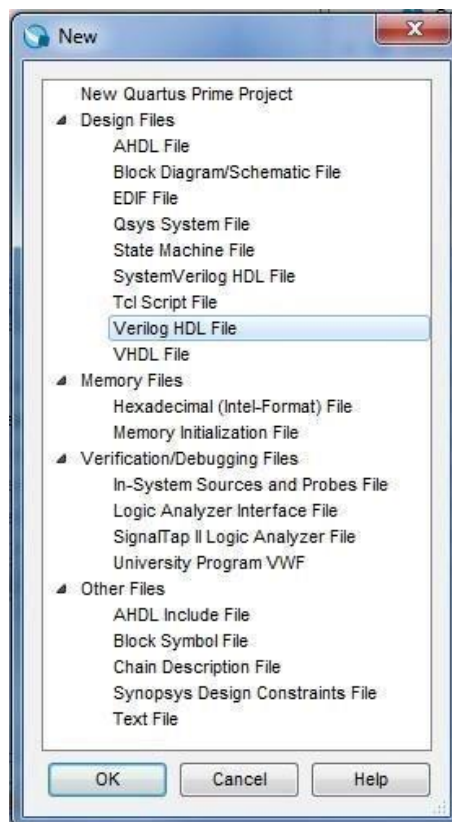 New
New Quartus Prime Project
Design Files
AHDL File
Block Diagram/Schematic File
EDIF File
Qsys System File
State Machine File
SystemVerilog HDL File
Tcl Script File
Verilog HDL File
VHDL File
Memory Files
Hexadecimal (Intel-Format) File
Memory Initialization File
Verification/Debugging Files
In-System Sources and Probes File
Logic Analyzer Interface File
SignalTap II Logic Analyzer File
University Program VWF
Other Files
AHDL Include File
Block Symbol File
Chain Description File
Synopsys Design Constraints File
Text File
OK Cancel Help